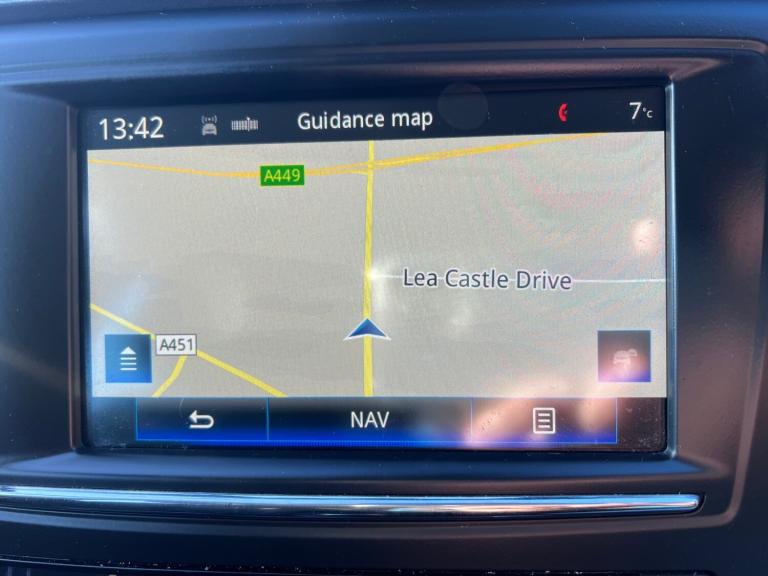 13:42 Guidance map 7°C
A449
Lea Castle Drive
A451
NAV